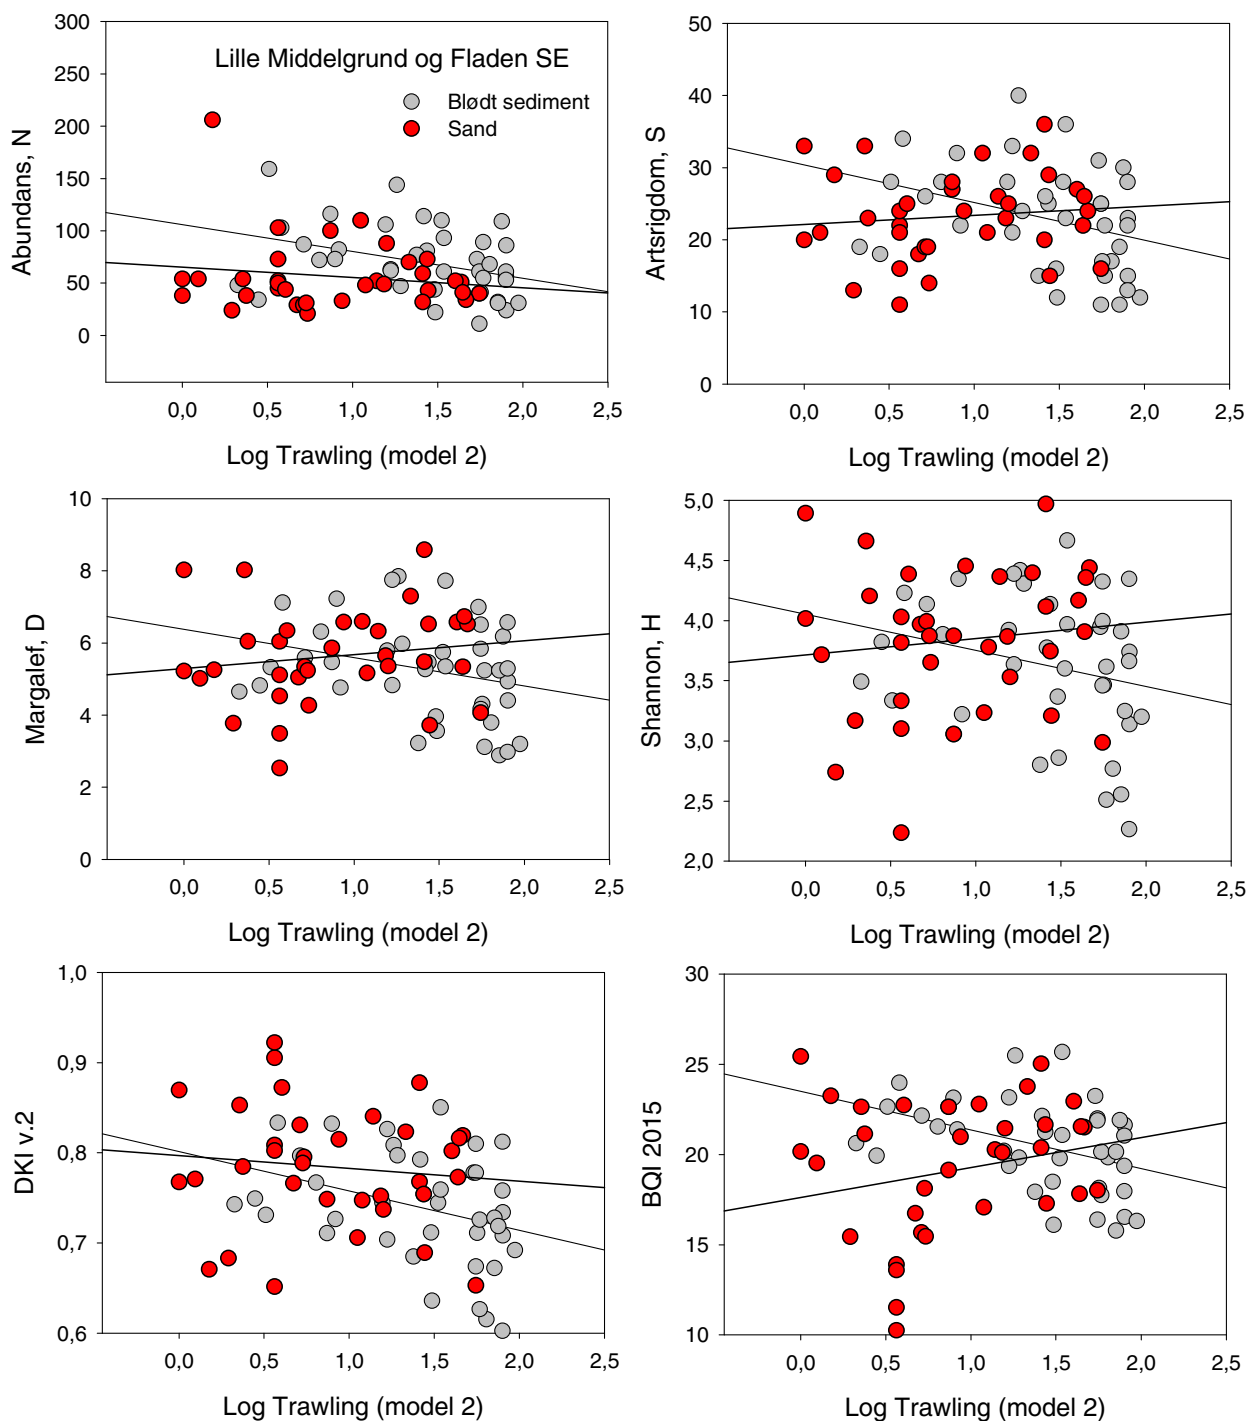 Lille Middelgrund og Fladen SE
Blødt sediment
Sand
Abundans, N
300
250
200
150
100
50
0
0,0 0,5 1,0 1,5 2,0 2,5
Log Trawling (model 2)
Artsrigdom, S
50
40
30
20
10
0
0,0 0,5 1,0 1,5 2,0 2,5
Log Trawling (model 2)
Margalef, D
10
8
6
4
2
0
0,0 0,5 1,0 1,5 2,0 2,5
Log Trawling (model 2)
Shannon, H
5,0
4,5
4,0
3,5
3,0
2,5
2,0
0,0 0,5 1,0 1,5 2,0 2,5
Log Trawling (model 2)
DKI v.2
1,0
0,9
0,8
0,7
0,6
0,0 0,5 1,0 1,5 2,0 2,5
Log Trawling (model 2)
BQI 2015
30
25
20
15
10
0,0 0,5 1,0 1,5 2,0 2,5
Log Trawling (model 2)